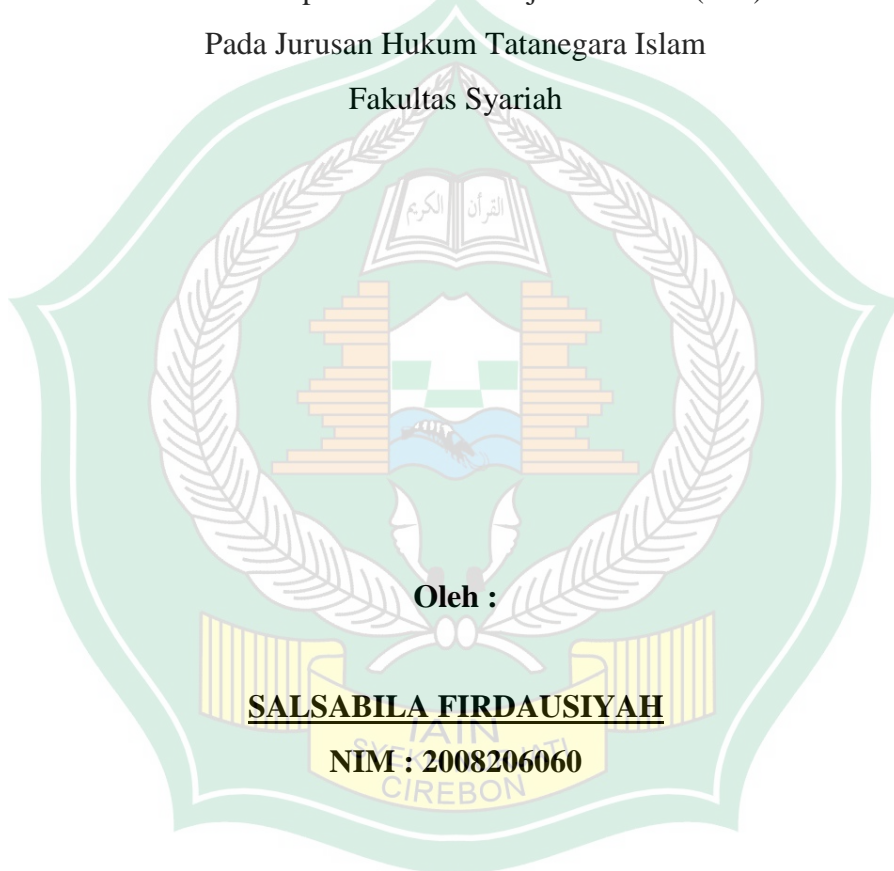 Pada Jurusan Hukum Tatanegara Islam
Fakultas Syariah
القرآن الكريم
Oleh :
SALSABILA FIRDAUSIYAH
IAIN
NIM : 2008206060
CIREBON